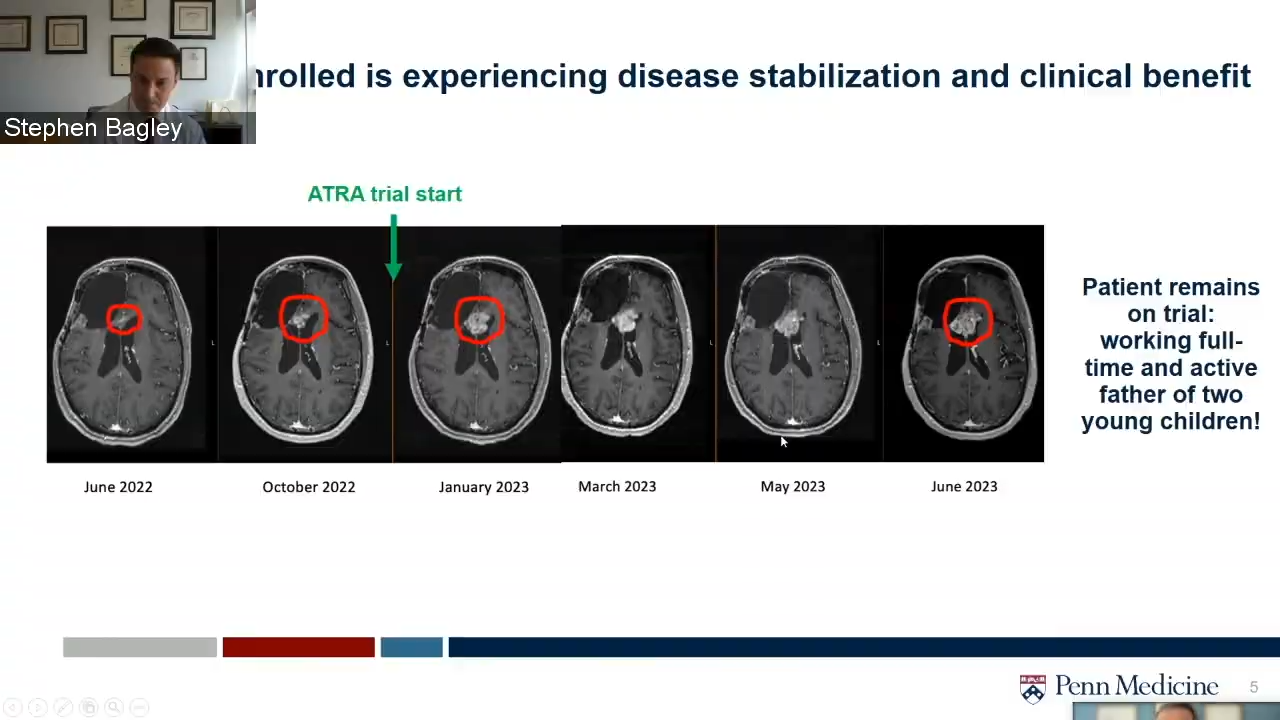 Stephen Bagley
nrolled is experiencing disease stabilization and clinical benefit
ATRA trial start
L
L
L
L
Patient remains
on trial:
working full-
time and active
father of two
young children!
June 2022
October 2022
January 2023
March 2023
May 2023
June 2023
Penn Medicine
5